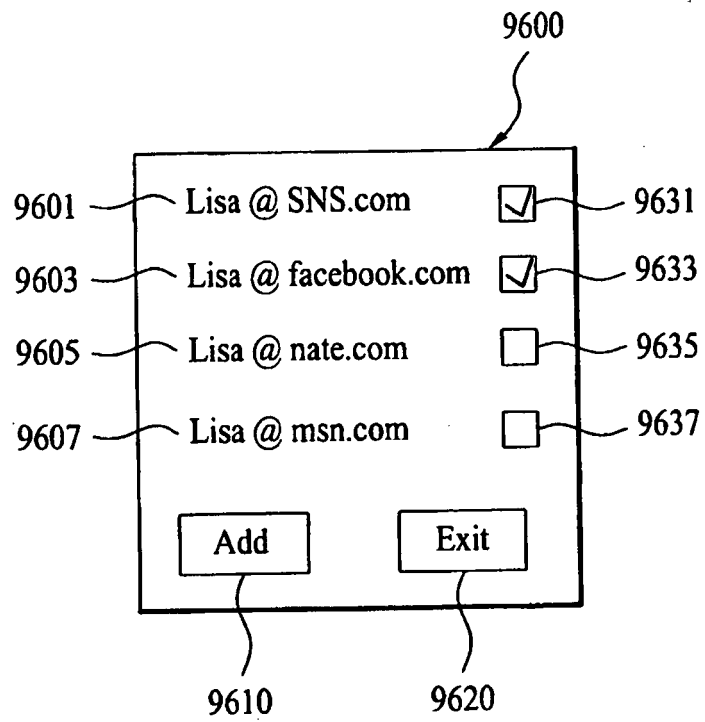 9600
9601 Lisa @ SNS.com 9631
9603 Lisa @ facebook.com 9633
9605 Lisa @ nate.com 9635
9607 Lisa @ msn.com 9637
Add Exit
9610 9620